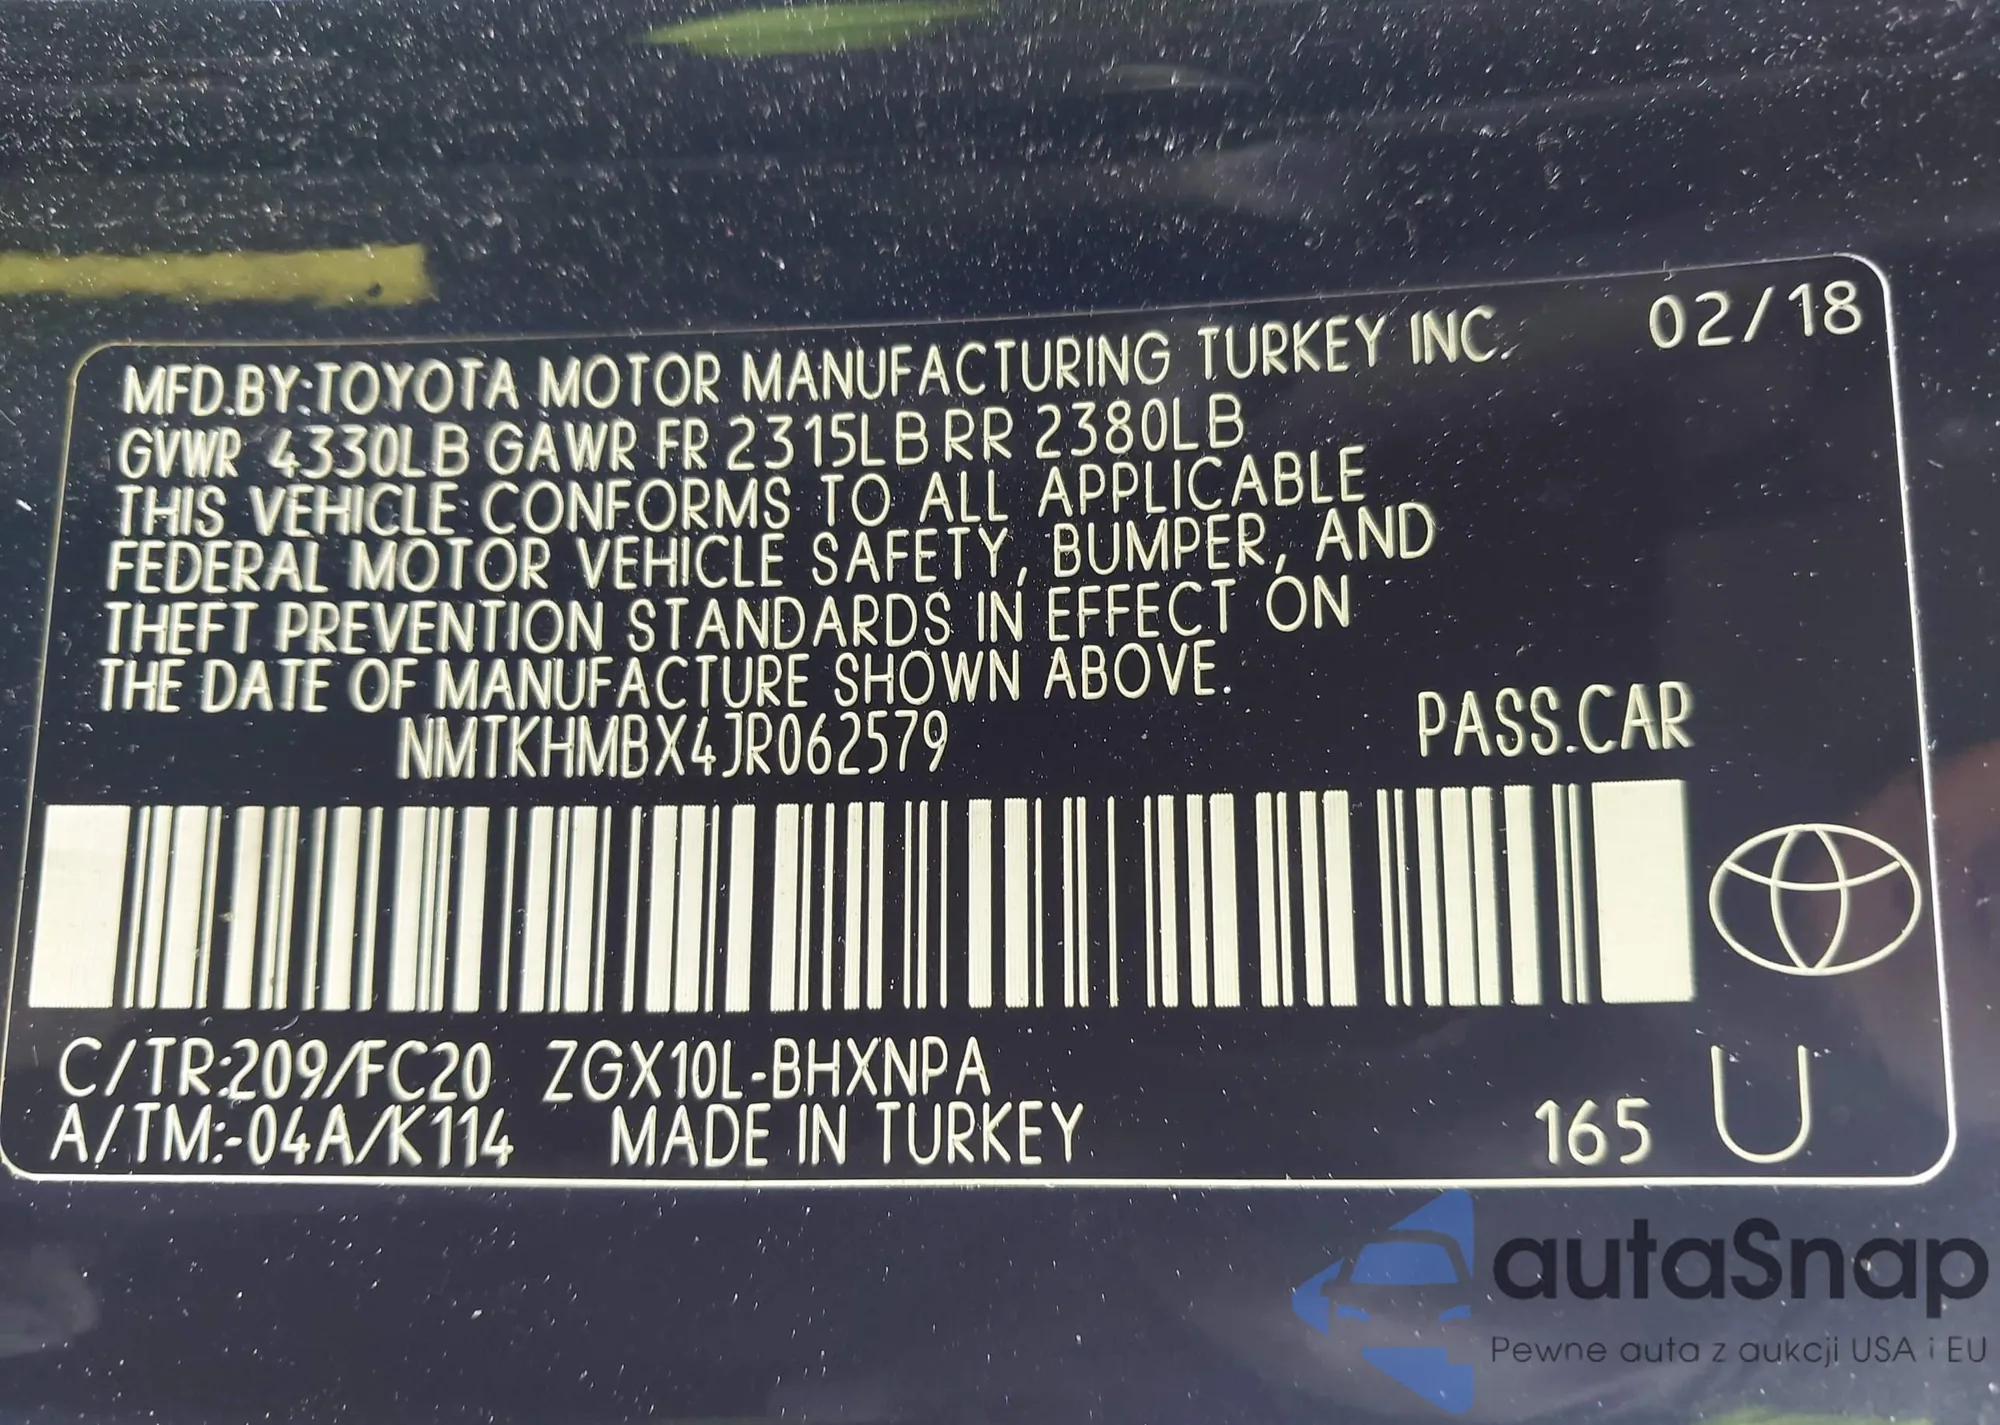 MFD.BY:TOYOTA MOTOR MANUFACTURING TURKEY INC. 02/18
GVWR 4330LB GAWR FR 2315LB RR 2380LB
THIS VEHICLE CONFORMS TO ALL APPLICABLE
FEDERAL MOTOR VEHICLE SAFETY, BUMPER, AND
THEFT PREVENTION STANDARDS IN EFFECT ON
THE DATE OF MANUFACTURE SHOWN ABOVE.
NMTKHMBX4JR062579 PASS.CAR
C/TR:209/FC20 ZGX10L-BHXNPA
A/TM:-04A/K114 MADE IN TURKEY 165 U
autaSnap
Pewne auta z aukcji USA i EU